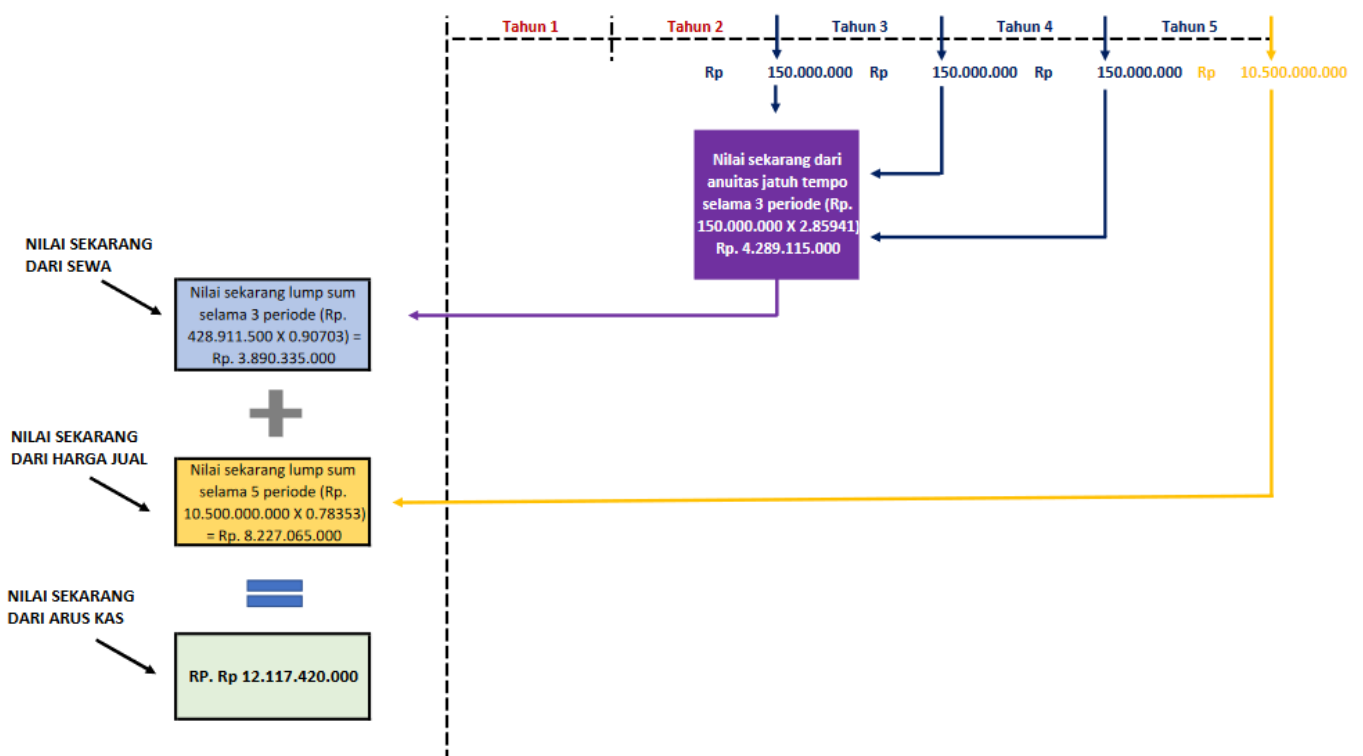 Tahun 1 Tahun 2 Tahun 3 Tahun 4 Tahun 5
Rp 150.000.000 Rp 150.000.000 Rp 150.000.000 Rp 10.500.000.000
Nilai sekarang dari
anuitas jatuh tempo
selama 3 periode (Rp.
150.000.000 X 2.85941)
Rp. 4.289.115.000
NILAI SEKARANG
DARI SEWA
Nilai sekarang lump sum
selama 3 periode (Rp.
428.911.500 X 0.90703) =
Rp. 3.890.335.000
NILAI SEKARANG
DARI HARGA JUAL
Nilai sekarang lump sum
selama 5 periode (Rp.
10.500.000.000 X 0.78353)
= Rp. 8.227.065.000
NILAI SEKARANG
DARI ARUS KAS
RP. Rp 12.117.420.000